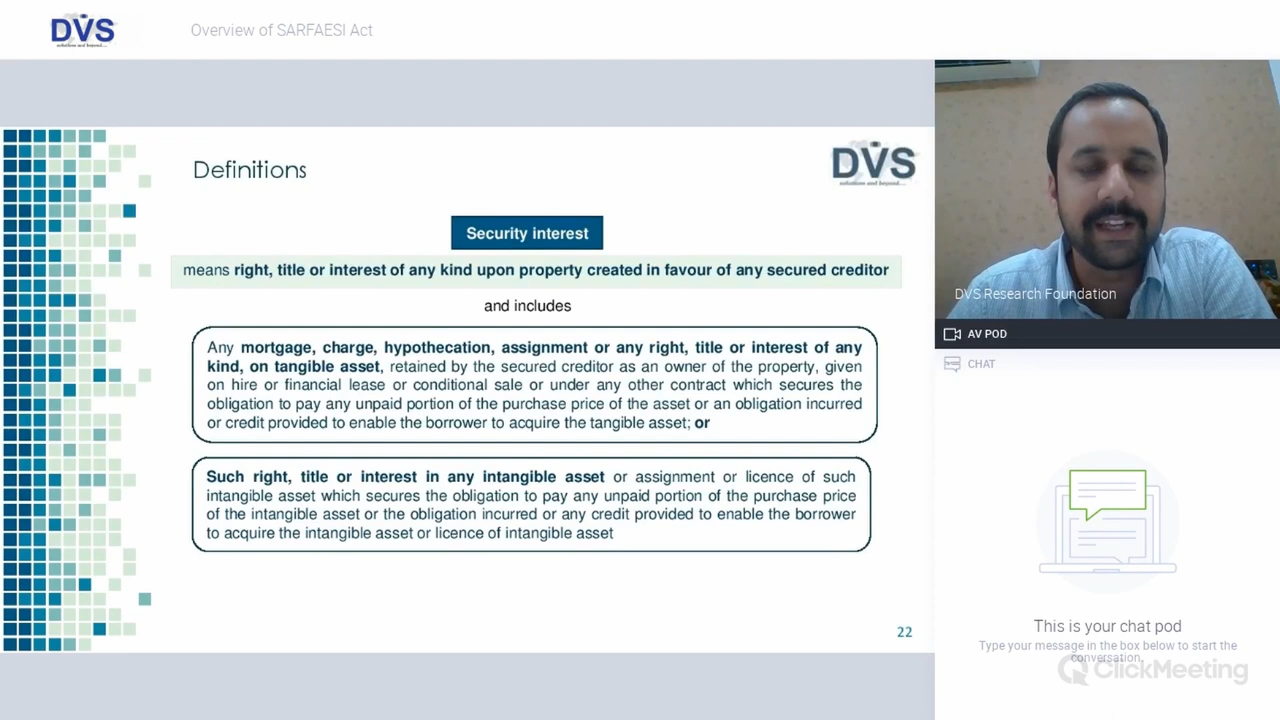 DVS
solutions and beyond....
Overview of SARFAESI Act
Definitions
DVS
solutions and beyond....
Security interest
means right, title or interest of any kind upon property created in favour of any secured creditor
and includes
Any mortgage, charge, hypothecation, assignment or any right, title or interest of any
kind, on tangible asset, retained by the secured creditor as an owner of the property, given
on hire or financial lease or conditional sale or under any other contract which secures the
obligation to pay any unpaid portion of the purchase price of the asset or an obligation incurred
or credit provided to enable the borrower to acquire the tangible asset; or
Such right, title or interest in any intangible asset or assignment or licence of such
intangible asset which secures the obligation to pay any unpaid portion of the purchase price
of the intangible asset or the obligation incurred or any credit provided to enable the borrower
to acquire the intangible asset or licence of intangible asset
22
DVS Research Foundation
AV POD
CHAT
This is your chat pod
Type your message in the box below to start the
conversation.
ClickMeeting